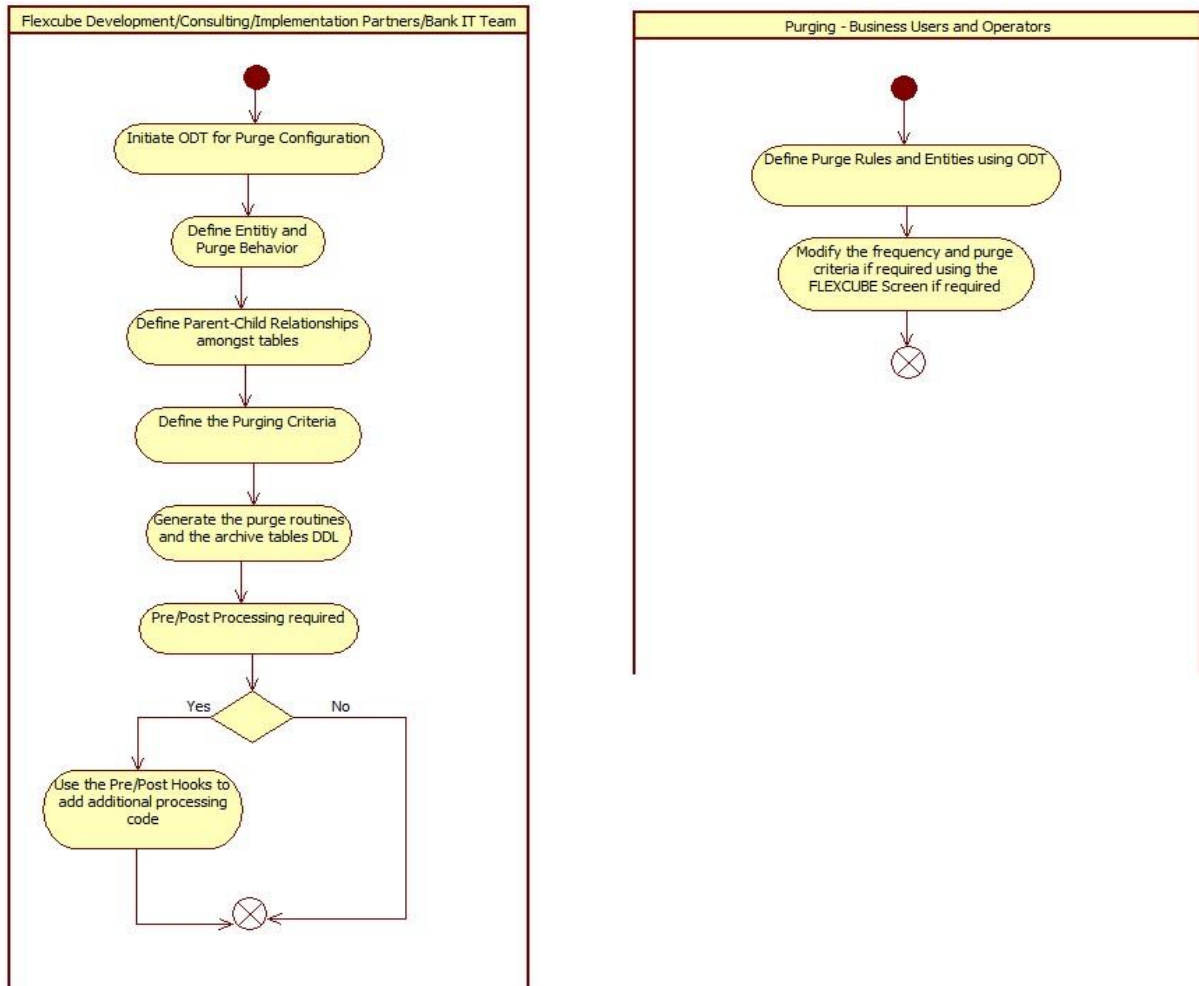 Flexcube Development/Consulting/Implementation Partners/Bank IT Team
Initiate ODT for Purge Configuration
Define Entitiy and
Purge Behavior
Define Parent-Child Relationships
amongst tables
Define the Purging Criteria
Generate the purge routines
and the archive tables DDL
Pre/Post Processing required
Yes
No
Use the Pre/Post Hooks to
add additional processing
code
Purging - Business Users and Operators
Define Purge Rules and Entities using ODT
Modify the frequency and purge
criteria if required using the
FLEXCUBE Screen if required